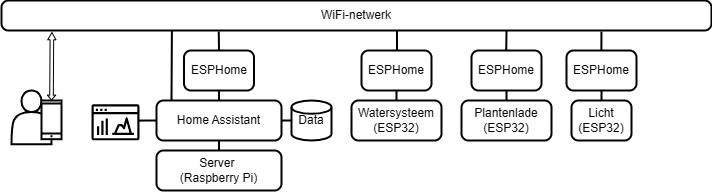 WiFi-netwerk
ESPHome
ESPHome
ESPHome
ESPHome
Home Assistant
Data
Watersysteem
(ESP32)
Plantenlade
(ESP32)
Licht
(ESP32)
Server
(Raspberry Pi)